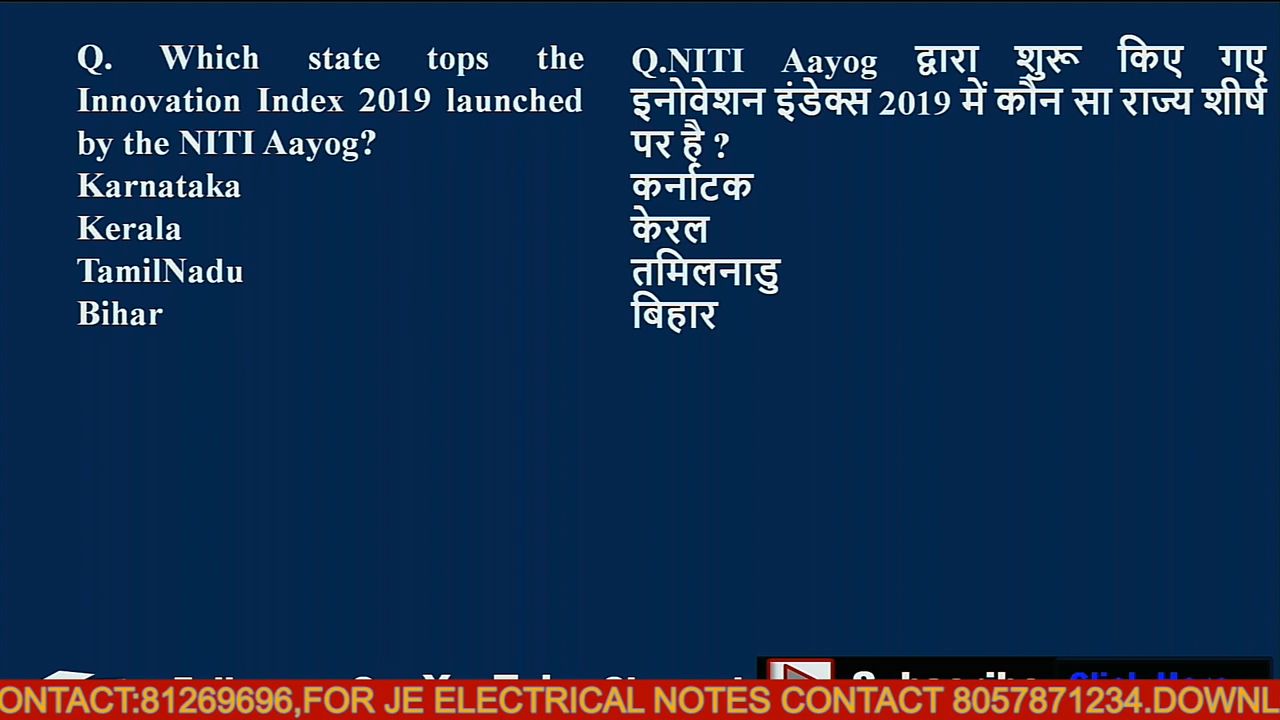 Q. Which state tops the
Innovation Index 2019 launched
by the NITI Aayog?
Karnataka
Kerala
TamilNadu
Bihar
Q.NITI Aayog द्वारा शुरू किए गए
इनोवेशन इंडेक्स 2019 में कौन सा राज्य शीर्ष
पर है ?
कर्नाटक
केरल
तमिलनाडु
बिहार
ONTACT:81269696,FOR JE ELECTRICAL NOTES CONTACT 8057871234.DOWNL